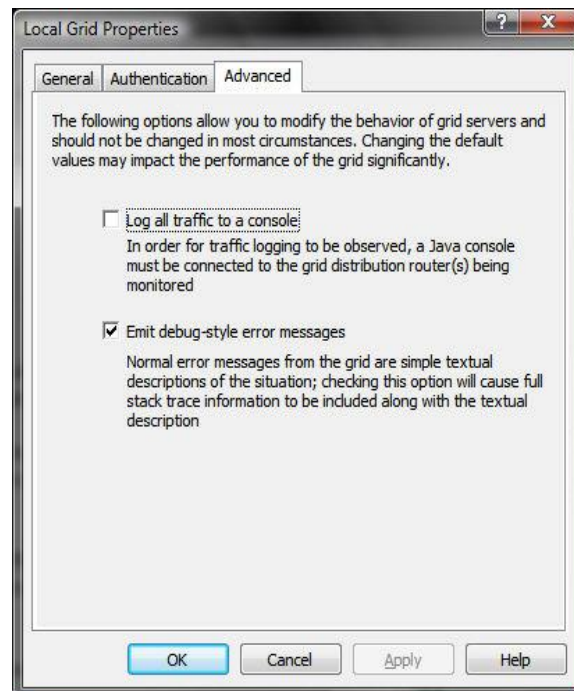 Local Grid Properties
?
X
General
Authentication
Advanced
The following options allow you to modify the behavior of grid servers and
should not be changed in most circumstances. Changing the default
values may impact the performance of the grid significantly.
Log all traffic to a console
In order for traffic logging to be observed, a Java console
must be connected to the grid distribution router(s) being
monitored
Emit debug-style error messages
Normal error messages from the grid are simple textual
descriptions of the situation; checking this option will cause full
stack trace information to be included along with the textual
description
OK
Cancel
Apply
Help